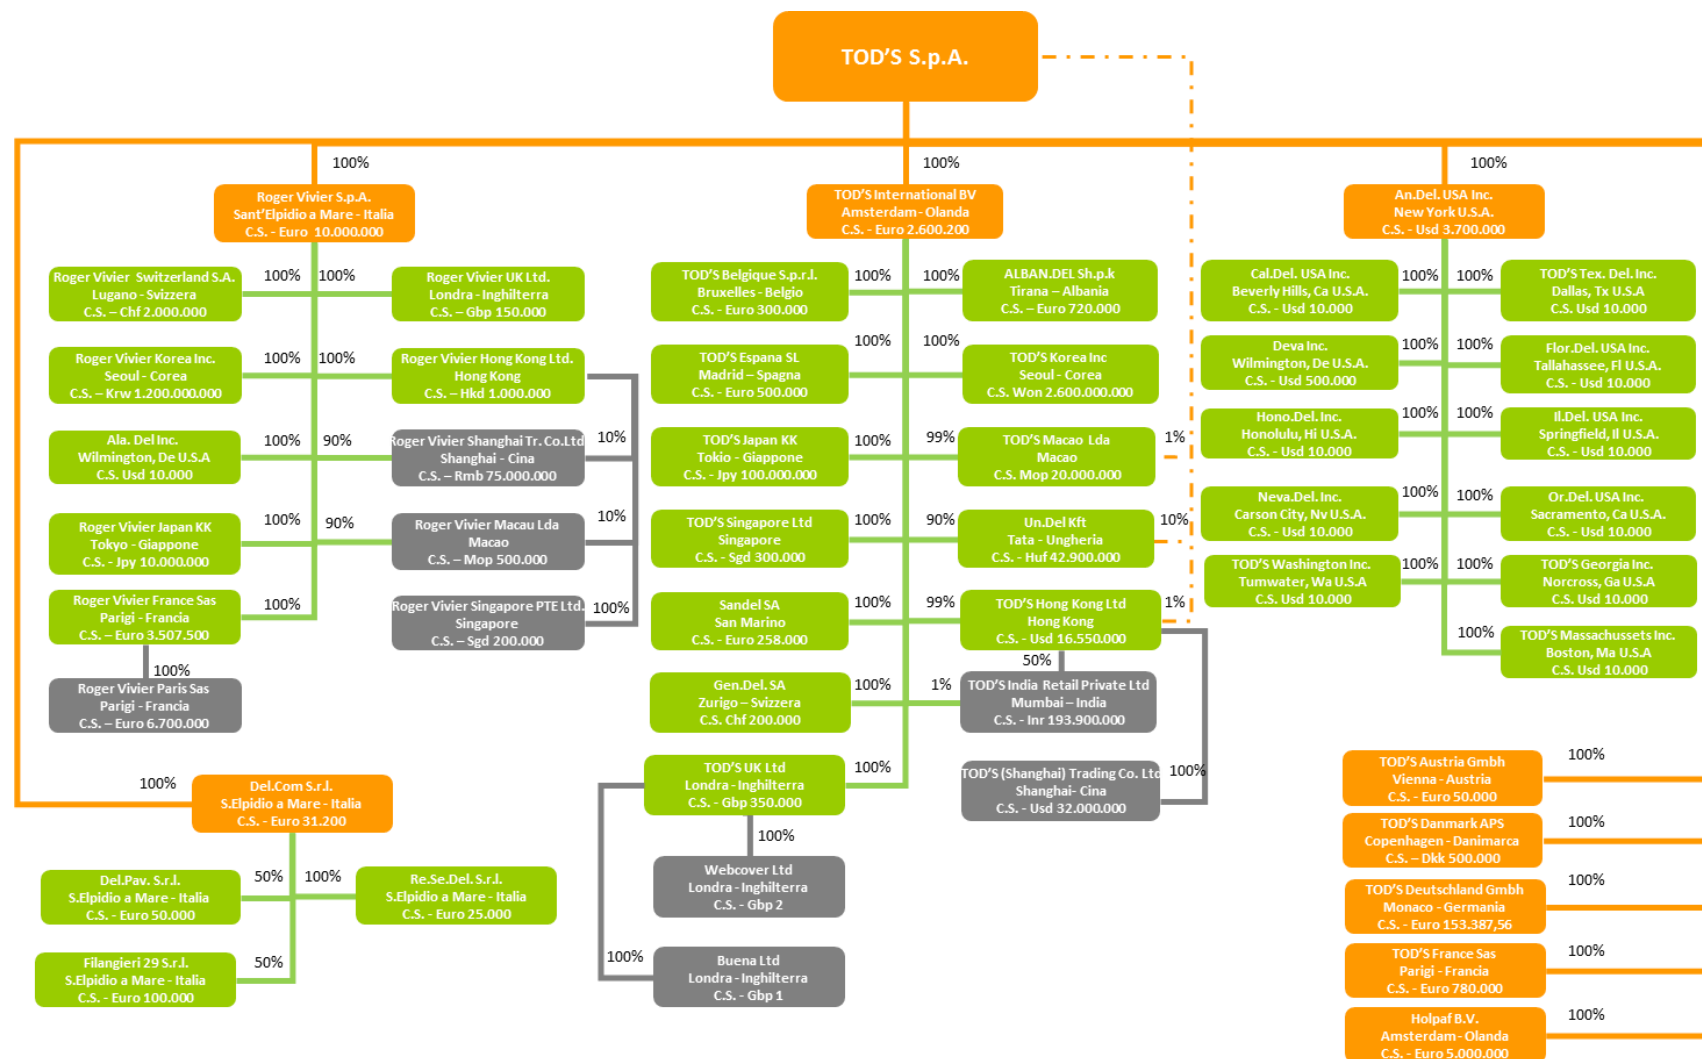 TOD'S S.p.A.
100%
Roger Vivier S.p.A.
Sant'Elpidio a Mare - Italia
C.S. - Euro 10.000.000
100%
100%
Roger Vivier Switzerland S.A.
Lugano - Svizzera
C.S. – Chf 2.000.000
Roger Vivier UK Ltd.
Londra - Inghilterra
C.S. – Gbp 150.000
100%
100%
Roger Vivier Korea Inc.
Seoul - Corea
C.S. – Krw 1.200.000.000
Roger Vivier Hong Kong Ltd.
Hong Kong
C.S. – Hkd 1.000.000
100%
90%
10%
Ala. Del Inc.
Wilmington, De U.S.A
C.S. Usd 10.000
Roger Vivier Shanghai Tr. Co.Ltd
Shanghai - Cina
C.S. – Rmb 75.000.000
100%
90%
10%
Roger Vivier Japan KK
Tokyo - Giappone
C.S. - Jpy 10.000.000
Roger Vivier Macau Lda
Macao
C.S. – Mop 500.000
100%
100%
Roger Vivier France Sas
Parigi - Francia
C.S. – Euro 3.507.500
Roger Vivier Singapore PTE Ltd.
Singapore
C.S. - Sgd 200.000
100%
Roger Vivier Paris Sas
Parigi - Francia
C.S. – Euro 6.700.000
100%
Del.Com S.r.l.
S.Elpidio a Mare - Italia
C.S. - Euro 31.200
50%
100%
Del.Pav. S.r.l.
S.Elpidio a Mare - Italia
C.S. - Euro 50.000
Re.Se.Del. S.r.l.
S.Elpidio a Mare - Italia
C.S. - Euro 25.000
50%
Filangieri 29 S.r.l.
S.Elpidio a Mare - Italia
C.S. - Euro 100.000
100%
TOD'S International BV
Amsterdam - Olanda
C.S. - Euro 2.600.200
100%
100%
TOD'S Belgique S.p.r.l.
Bruxelles - Belgio
C.S. - Euro 300.000
ALBAN.DEL Sh.p.k
Tirana – Albania
C.S. – Euro 720.000
100%
100%
TOD'S Espana SL
Madrid – Spagna
C.S. - Euro 500.000
TOD'S Korea Inc
Seoul - Corea
C.S. Won 2.600.000.000
100%
99%
1%
TOD'S Japan KK
Tokio - Giappone
C.S. - Jpy 100.000.000
TOD'S Macao Lda
Macao
C.S. Mop 20.000.000
100%
90%
10%
TOD'S Singapore Ltd
Singapore
C.S. - Sgd 300.000
Un.Del Kft
Tata - Ungheria
C.S. - Huf 42.900.000
100%
99%
1%
Sandel SA
San Marino
C.S. - Euro 258.000
TOD'S Hong Kong Ltd
Hong Kong
C.S. - Usd 16.550.000
50%
100%
1%
Gen.Del. SA
Zurigo – Svizzera
C.S. Chf 200.000
TOD'S India Retail Private Ltd
Mumbai – India
C.S. - Inr 193.900.000
100%
100%
TOD'S UK Ltd
Londra - Inghilterra
C.S. - Gbp 350.000
TOD'S (Shanghai) Trading Co. Ltd
Shanghai- Cina
C.S. - Usd 32.000.000
100%
Webcover Ltd
Londra - Inghilterra
C.S. - Gbp 2
100%
Buena Ltd
Londra - Inghilterra
C.S. - Gbp 1
100%
An.Del. USA Inc.
New York U.S.A.
C.S. - Usd 3.700.000
100%
100%
Cal.Del. USA Inc.
Beverly Hills, Ca U.S.A.
C.S. - Usd 10.000
TOD'S Tex. Del. Inc.
Dallas, Tx U.S.A
C.S. Usd 10.000
100%
100%
Deva Inc.
Wilmington, De U.S.A.
C.S. - Usd 500.000
Flor.Del. USA Inc.
Tallahassee, Fl U.S.A.
C.S. - Usd 10.000
100%
100%
Hono.Del. Inc.
Honolulu, Hi U.S.A.
C.S. - Usd 10.000
Il.Del. USA Inc.
Springfield, Il U.S.A.
C.S. - Usd 10.000
100%
100%
Neva.Del. Inc.
Carson City, Nv U.S.A.
C.S. - Usd 10.000
Or.Del. USA Inc.
Sacramento, Ca U.S.A.
C.S. - Usd 10.000
100%
100%
TOD'S Washington Inc.
Tumwater, Wa U.S.A
C.S. Usd 10.000
TOD'S Georgia Inc.
Norcross, Ga U.S.A
C.S. Usd 10.000
100%
TOD'S Massachussets Inc.
Boston, Ma U.S.A
C.S. Usd 10.000
100%
TOD'S Austria Gmbh
Vienna - Austria
C.S. - Euro 50.000
100%
TOD'S Danmark APS
Copenhagen - Danimarca
C.S. – Dkk 500.000
100%
TOD'S Deutschland Gmbh
Monaco - Germania
C.S. - Euro 153.387,56
100%
TOD'S France Sas
Parigi - Francia
C.S. - Euro 780.000
100%
Holpaf B.V.
Amsterdam - Olanda
C.S. - Euro 5.000.000